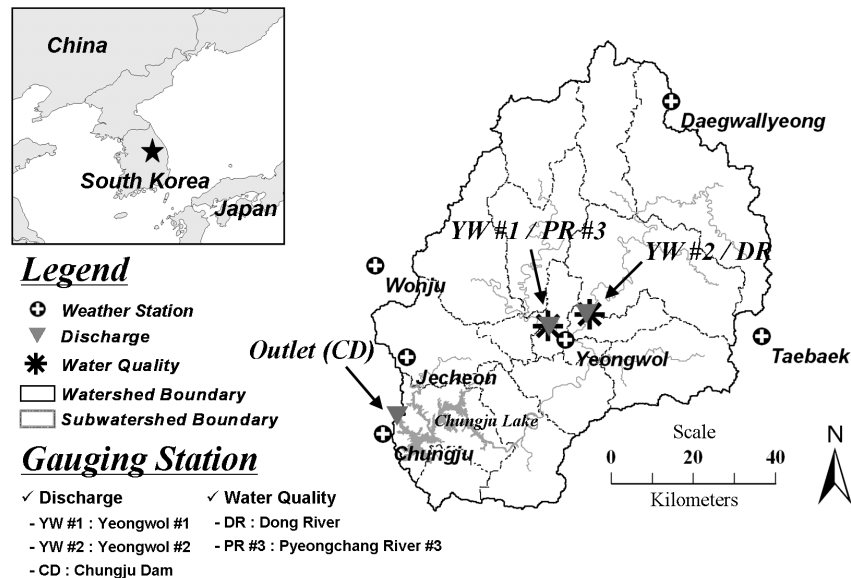 China
South Korea
Japan
Legend
Weather Station
Discharge
Water Quality
Watershed Boundary
Subwatershed Boundary
Gauging Station
✓ Discharge
- YW #1 : Yeongwol #1
- YW #2 : Yeongwol #2
- CD : Chungju Dam
✓ Water Quality
- DR : Dong River
- PR #3 : Pyeongchang River #3
Daegwallyeong
YW #1 / PR #3
YW #2 / DR
Wonju
Outlet (CD)
Jecheon
Yeongwol
Taebaek
Chungju Lake
Chungju
Scale
0 10 20 40
Kilometers
N